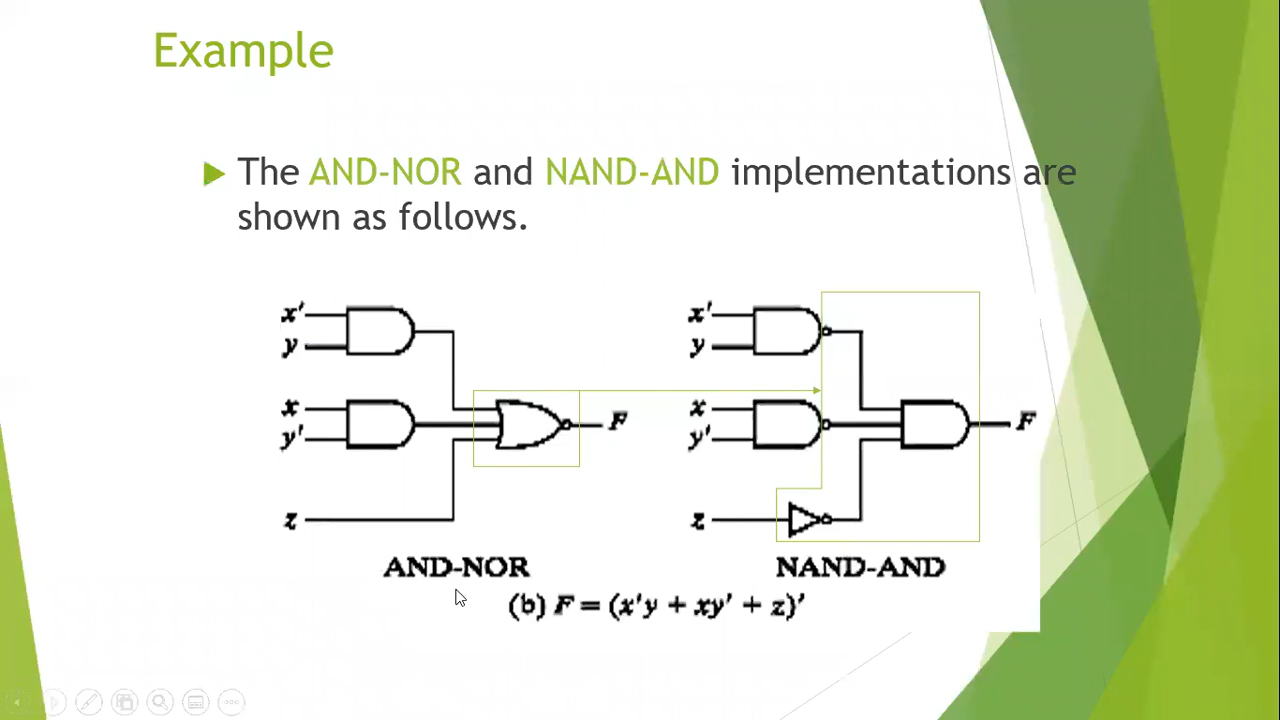 Example
The AND-NOR and NAND-AND implementations are
shown as follows.
x'
y
x
y'
z
F
AND-NOR
x'
y
x
y'
z
F
NAND-AND
(b) F = (x'y + xy' + z)'